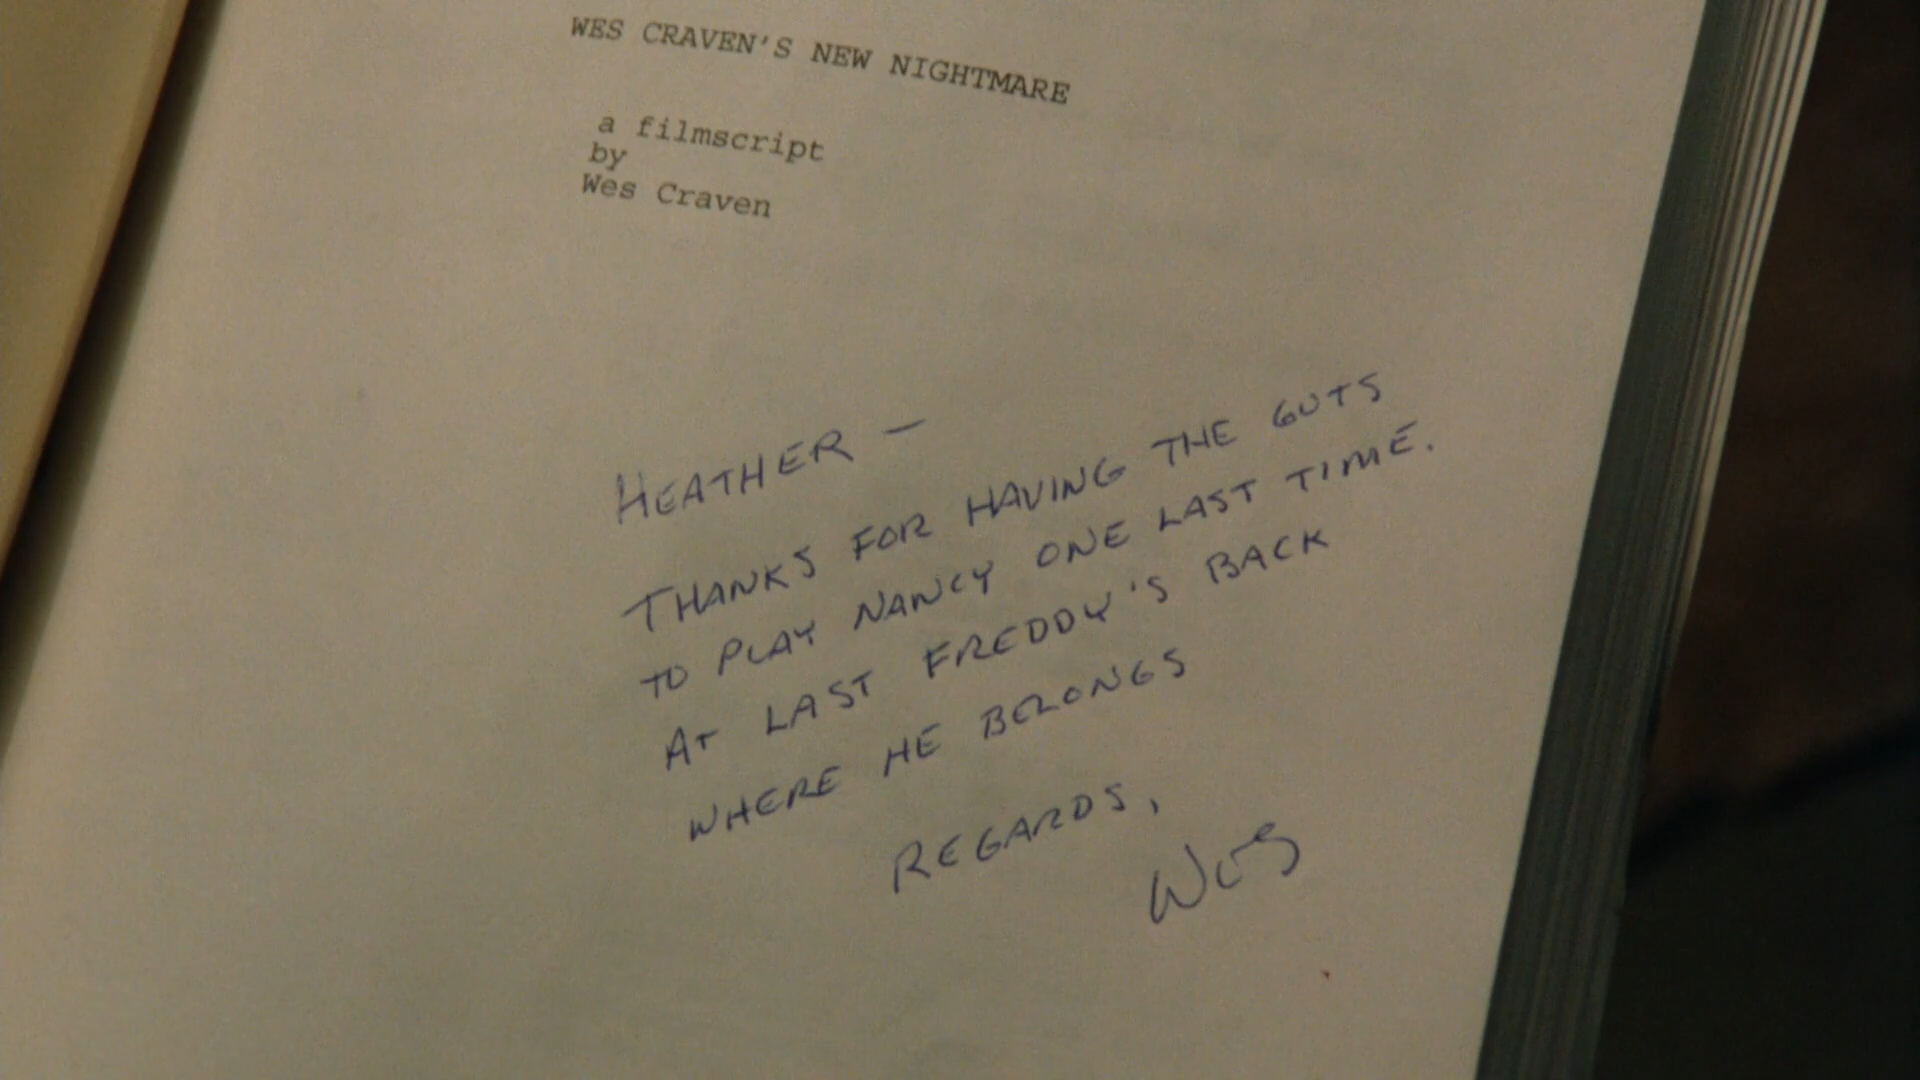 WES CRAVEN'S NEW NIGHTMARE
a filmscript
by
Wes Craven
HEATHER —
THANKS FOR HAVING THE GUTS
TO PLAY NANCY ONE LAST TIME.
AT LAST FREDDY'S BACK
WHERE HE BELONGS
REGARDS,
Wes